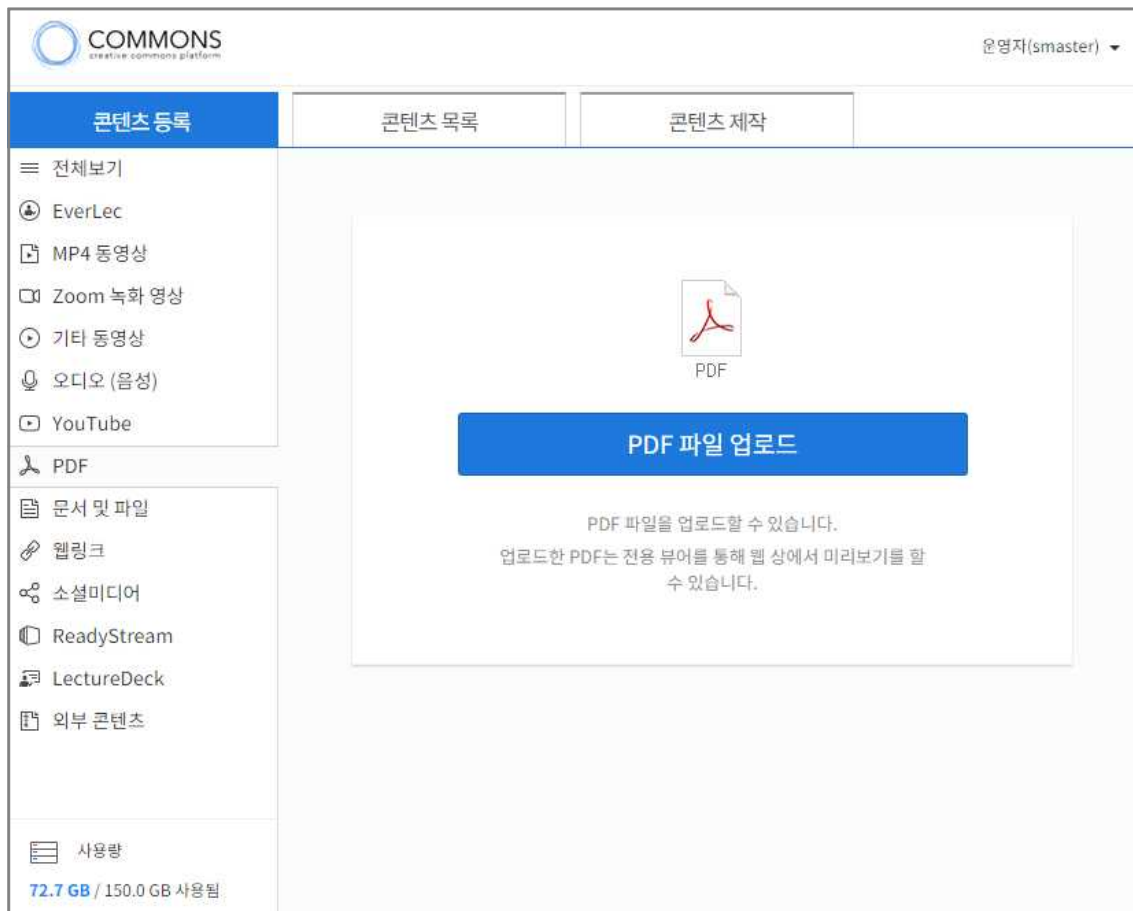 COMMONS
creative commons platform
운영자(smaster)
콘텐츠 등록
콘텐츠 목록
콘텐츠 제작
전체보기
EverLec
MP4 동영상
Zoom 녹화 영상
기타 동영상
오디오 (음성)
YouTube
PDF
문서 및 파일
웹링크
소셜미디어
ReadyStream
LectureDeck
외부 콘텐츠
PDF
PDF 파일 업로드
PDF 파일을 업로드할 수 있습니다.
업로드한 PDF는 전용 뷰어를 통해 웹 상에서 미리보기를 할
수 있습니다.
사용량
72.7 GB / 150.0 GB 사용됨